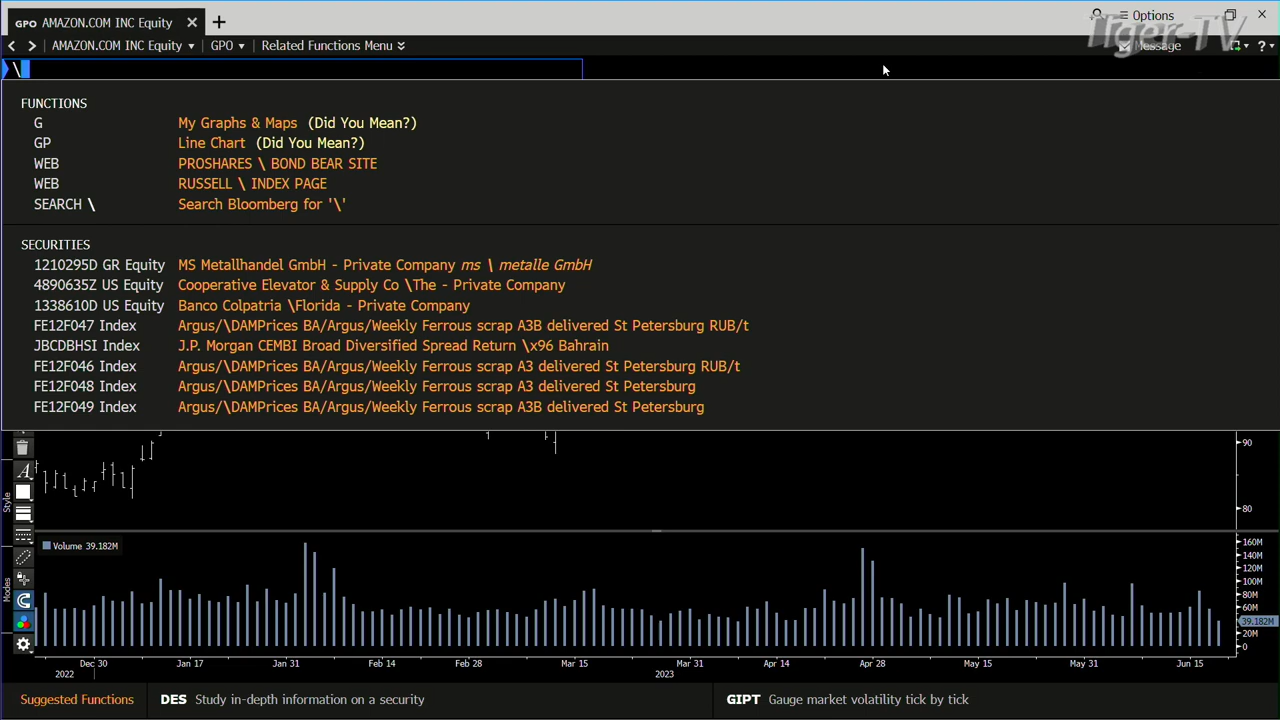 GPO AMAZON.COM INC Equity
Options
AMAZON.COM INC Equity GPO Related Functions Menu
Message
Tiger-TV
\
FUNCTIONS
G My Graphs & Maps (Did You Mean?)
GP Line Chart (Did You Mean?)
WEB PROSHARES \ BOND BEAR SITE
WEB RUSSELL \ INDEX PAGE
SEARCH \ Search Bloomberg for '\'
SECURITIES
1210295D GR Equity MS Metallhandel GmbH - Private Company ms \ metalle GmbH
4890635Z US Equity Cooperative Elevator & Supply Co \The - Private Company
1338610D US Equity Banco Colpatria \Florida - Private Company
FE12F047 Index Argus/\DAMPrices BA/Argus/Weekly Ferrous scrap A3B delivered St Petersburg RUB/t
JBCDBHSI Index J.P. Morgan CEMBI Broad Diversified Spread Return \x96 Bahrain
FE12F046 Index Argus/\DAMPrices BA/Argus/Weekly Ferrous scrap A3 delivered St Petersburg RUB/t
FE12F048 Index Argus/\DAMPrices BA/Argus/Weekly Ferrous scrap A3 delivered St Petersburg
FE12F049 Index Argus/\DAMPrices BA/Argus/Weekly Ferrous scrap A3B delivered St Petersburg
90
A
Style
80
Volume 39.182M
160M
140M
120M
100M
80M
60M
39.182M
20M
0
Modes
Dec 30 Jan 17 Jan 31 Feb 14 Feb 28 Mar 15 Mar 31 Apr 14 Apr 28 May 15 May 31 Jun 15
2022 2023
Suggested Functions DES Study in-depth information on a security GIPT Gauge market volatility tick by tick